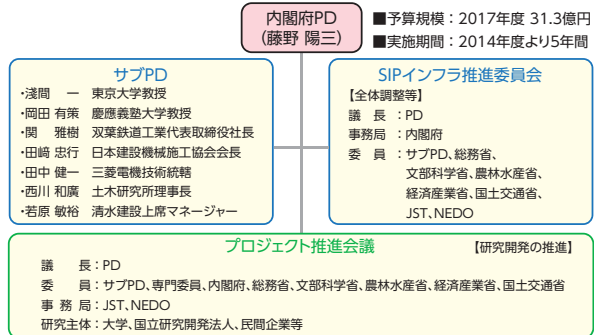 内閣府PD
(藤野 陽三)
■予算規模：2017年度 31.3億円
■実施期間：2014年度より5年間
サブPD
・淺間 一 東京大学教授
・岡田 有策 慶應義塾大学教授
・関 雅樹 双葉鉄道工業代表取締役社長
・田﨑 忠行 日本建設機械施工協会会長
・田中 健一 三菱電機技術統轄
・西川 和廣 土木研究所理事長
・若原 敏裕 清水建設上席マネージャー
SIPインフラ推進委員会
【全体調整等】
議 長：PD
事務局：内閣府
委 員：サブPD、総務省、
文部科学省、農林水産省、
経済産業省、国土交通省、
JST、NEDO
プロジェクト推進会議
【研究開発の推進】
議 長：PD
委 員：サブPD、専門委員、内閣府、総務省、文部科学省、農林水産省、経済産業省、国土交通省
事 務 局：JST、NEDO
研究主体：大学、国立研究開発法人、民間企業等